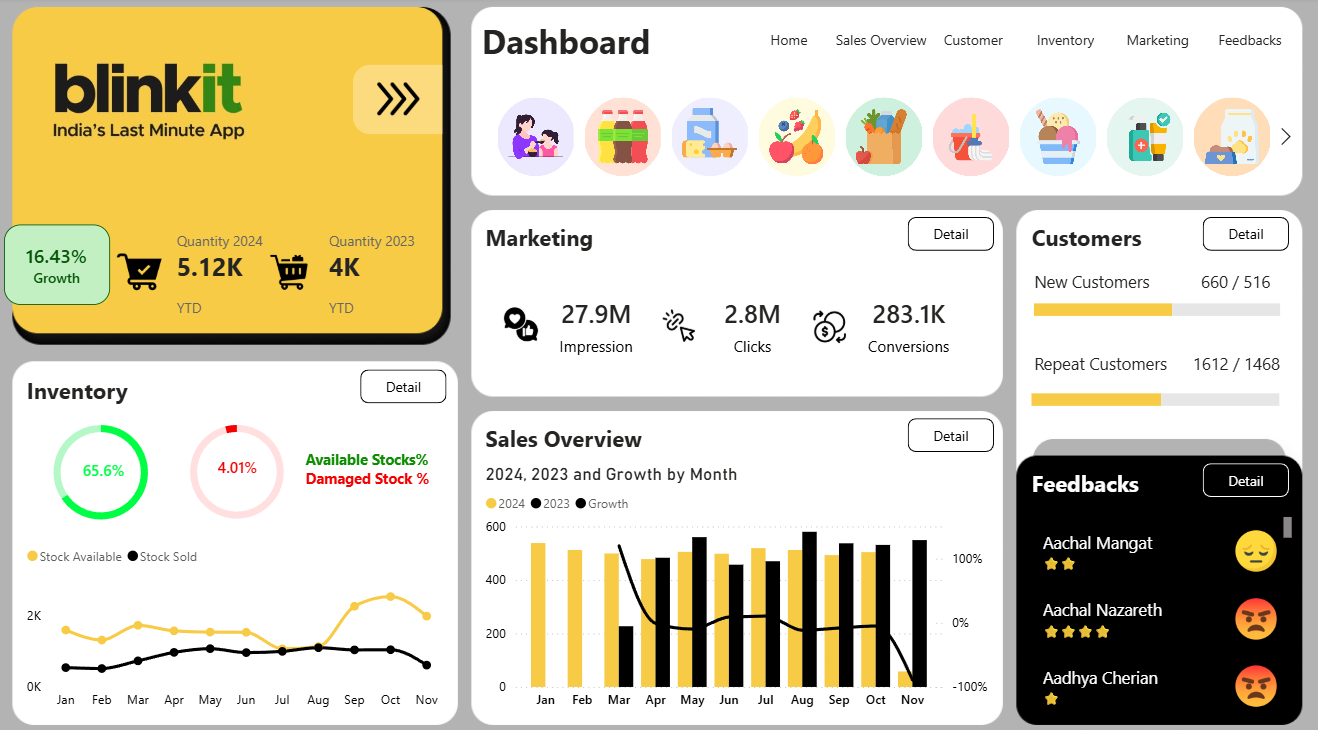 blinkit
India's Last Minute App
16.43%
Growth
Quantity 2024
5.12K
YTD
Quantity 2023
4K
YTD
Dashboard
Home
Sales Overview
Customer
Inventory
Marketing
Feedbacks
Marketing
Detail
27.9M
Impression
2.8M
Clicks
283.1K
Conversions
Customers
Detail
New Customers
660 / 516
Repeat Customers
1612 / 1468
Inventory
Detail
65.6%
4.01%
Available Stocks%
Damaged Stock %
Stock Available
Stock Sold
2K
0K
Jan Feb Mar Apr May Jun Jul Aug Sep Oct Nov
Sales Overview
Detail
2024, 2023 and Growth by Month
2024 2023 Growth
600
400
200
0
100%
0%
-100%
Jan Feb Mar Apr May Jun Jul Aug Sep Oct Nov
Feedbacks
Detail
Aachal Mangat
Aachal Nazareth
Aadhya Cherian